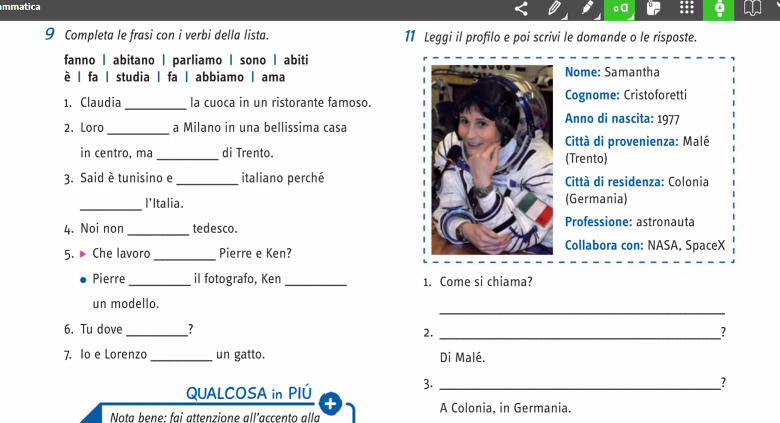 mmatica
9 Completa le frasi con i verbi della lista.
fanno | abitano | parliamo | sono | abiti
è | fa | studia | fa | abbiamo | ama
1. Claudia _________ la cuoca in un ristorante famoso.
2. Loro _________ a Milano in una bellissima casa
in centro, ma _________ di Trento.
3. Said è tunisino e _________ italiano perché
_________ l'Italia.
4. Noi non _________ tedesco.
5. ▶ Che lavoro _________ Pierre e Ken?
● Pierre _________ il fotografo, Ken _________
un modello.
6. Tu dove _________?
7. Io e Lorenzo _________ un gatto.
QUALCOSA in PIÚ
Nota bene: fai attenzione all'accento alla
11 Leggi il profilo e poi scrivi le domande o le risposte.
Nome: Samantha
Cognome: Cristoforetti
Anno di nascita: 1977
Città di provenienza: Malé
(Trento)
Città di residenza: Colonia
(Germania)
Professione: astronauta
Collabora con: NASA, SpaceX
1. Come si chiama?
2. _________?
Di Malé.
3. _________?
A Colonia, in Germania.